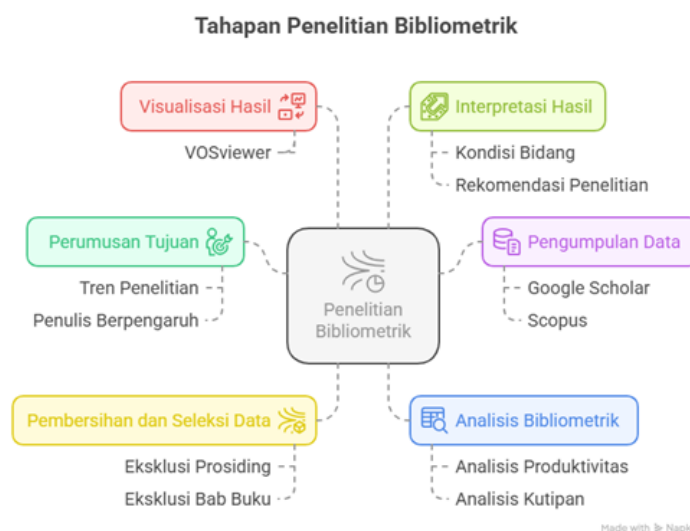 Tahapan Penelitian Bibliometrik
Visualisasi Hasil
VOSviewer
Interpretasi Hasil
Kondisi Bidang
Rekomendasi Penelitian
Perumusan Tujuan
Tren Penelitian
Penulis Berpengaruh
Penelitian
Bibliometrik
Pengumpulan Data
Google Scholar
Scopus
Pembersihan dan Seleksi Data
Eksklusi Prosiding
Eksklusi Bab Buku
Analisis Bibliometrik
Analisis Produktivitas
Analisis Kutipan
Made with